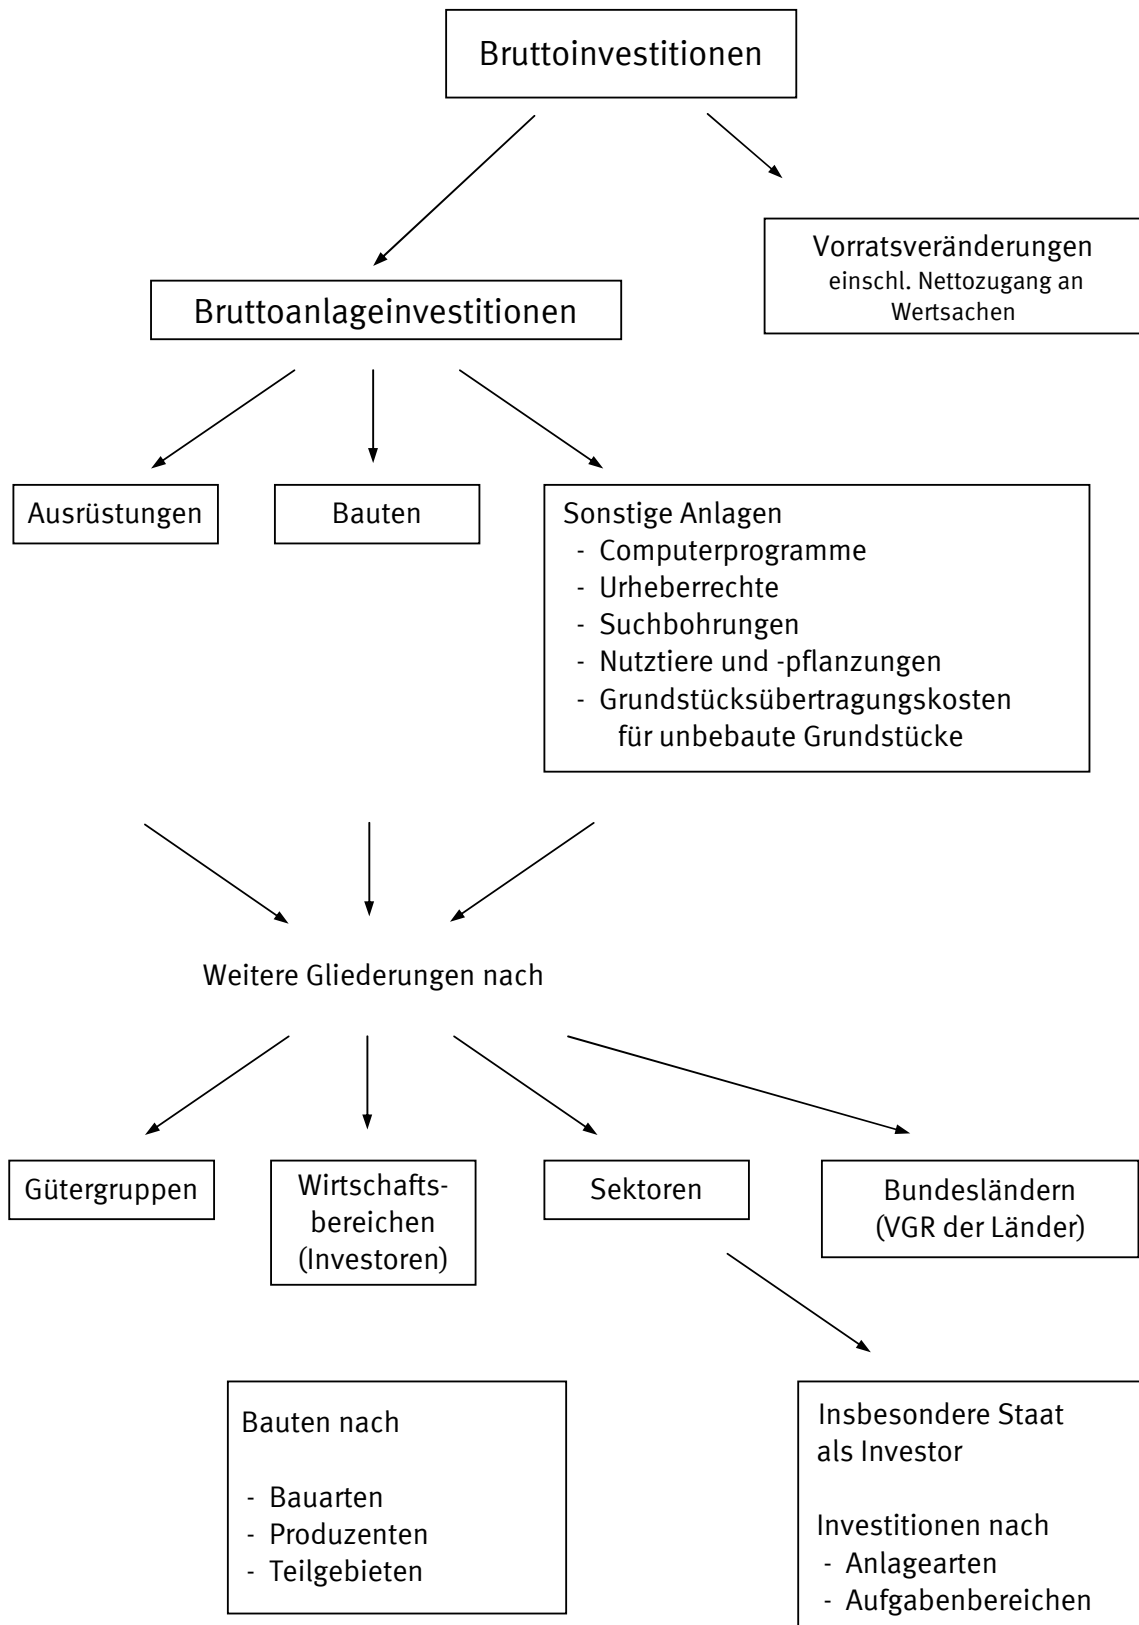 Bruttoinvestitionen
Vorratsveränderungen
einschl. Nettozugang an
Wertsachen
Bruttoanlageinvestitionen
Ausrüstungen
Bauten
Sonstige Anlagen
- Computerprogramme
- Urheberrechte
- Suchbohrungen
- Nutztiere und -pflanzungen
- Grundstücksübertragungskosten
für unbebaute Grundstücke
Weitere Gliederungen nach
Gütergruppen
Wirtschafts-
bereichen
(Investoren)
Sektoren
Bundesländern
(VGR der Länder)
Bauten nach
- Bauarten
- Produzenten
- Teilgebieten
Insbesondere Staat
als Investor
Investitionen nach
- Anlagearten
- Aufgabenbereichen